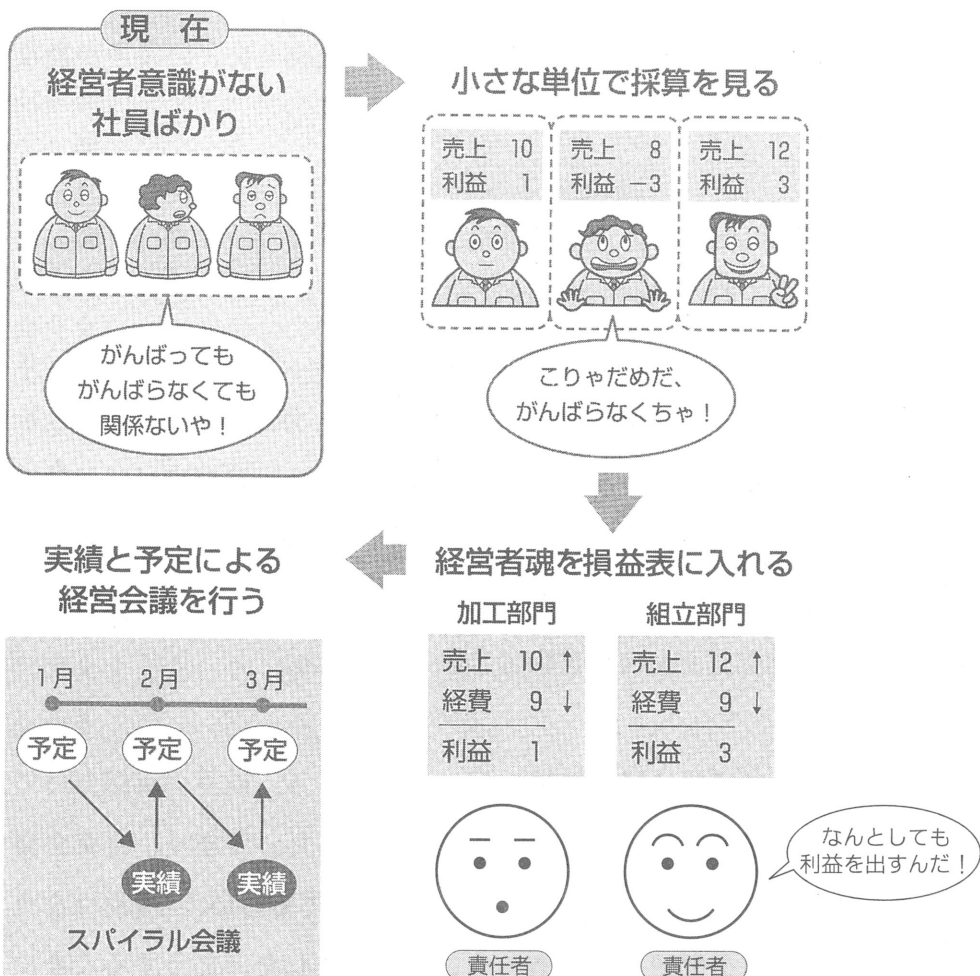 現 在
経営者意識がない
社員ばかり
がんばっても
がんばらなくても
関係ないや！
小さな単位で採算を見る
売上 10
利益 1
売上 8
利益 −3
売上 12
利益 3
こりゃだめだ、
がんばらなくちゃ！
経営者魂を損益表に入れる
加工部門
売上 10 ↑
経費 9 ↓
利益 1
組立部門
売上 12 ↑
経費 9 ↓
利益 3
なんとしても
利益を出すんだ！
責任者
責任者
実績と予定による
経営会議を行う
1月 2月 3月
予定 予定 予定
実績 実績
スパイラル会議